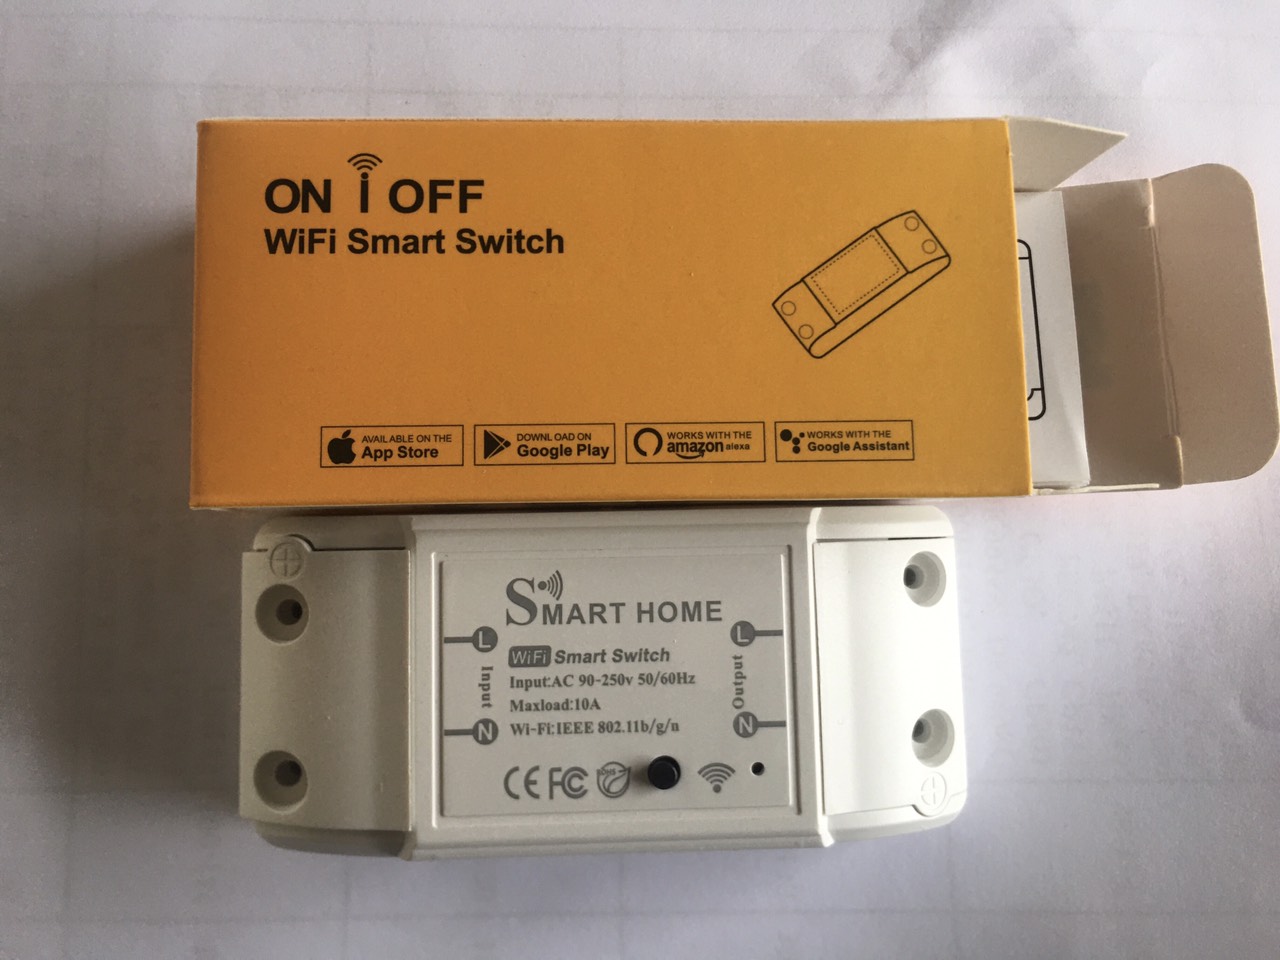 ON i OFF
WiFi Smart Switch
AVAILABLE ON THE
App Store
DOWNLOAD ON
Google Play
WORKS WITH THE
amazon alexa
WORKS WITH THE
Google Assistant
SMART HOME
WiFi Smart Switch
Input:AC 90-250v 50/60Hz
Maxload:10A
Wi-Fi:IEEE 802.11b/g/n
L
Input
N
L
Output
N
CE FC RoHS